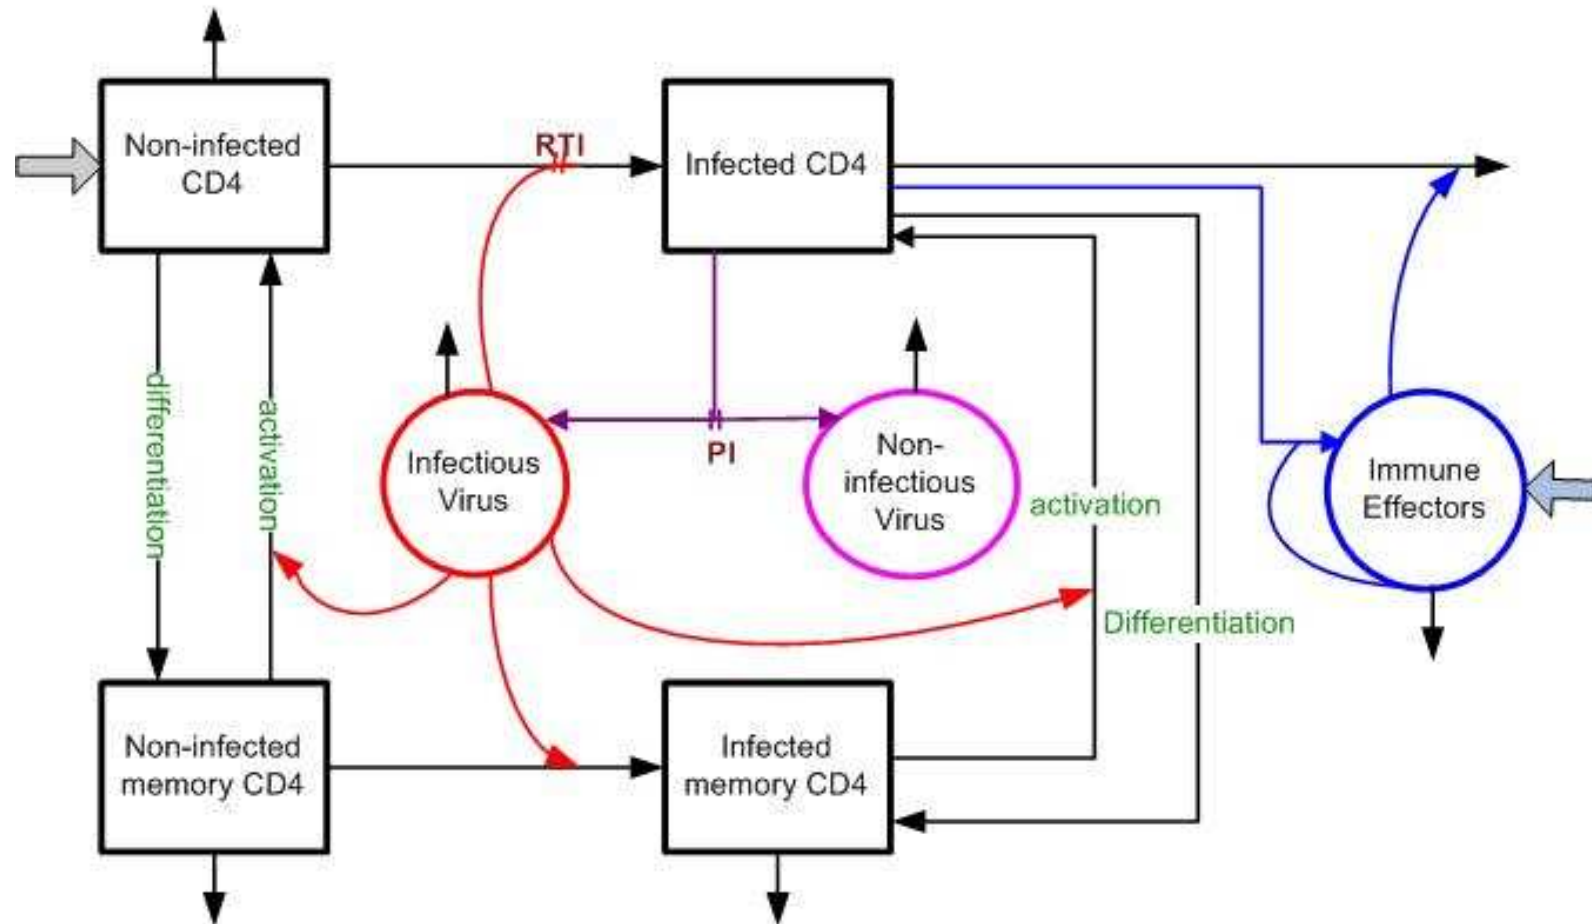 Non-infected
CD4
RTI
Infected CD4
differentiation
activation
Infectious
Virus
PI
Non-
infectious
Virus
activation
Immune
Effectors
Differentiation
Non-infected
memory CD4
Infected
memory CD4